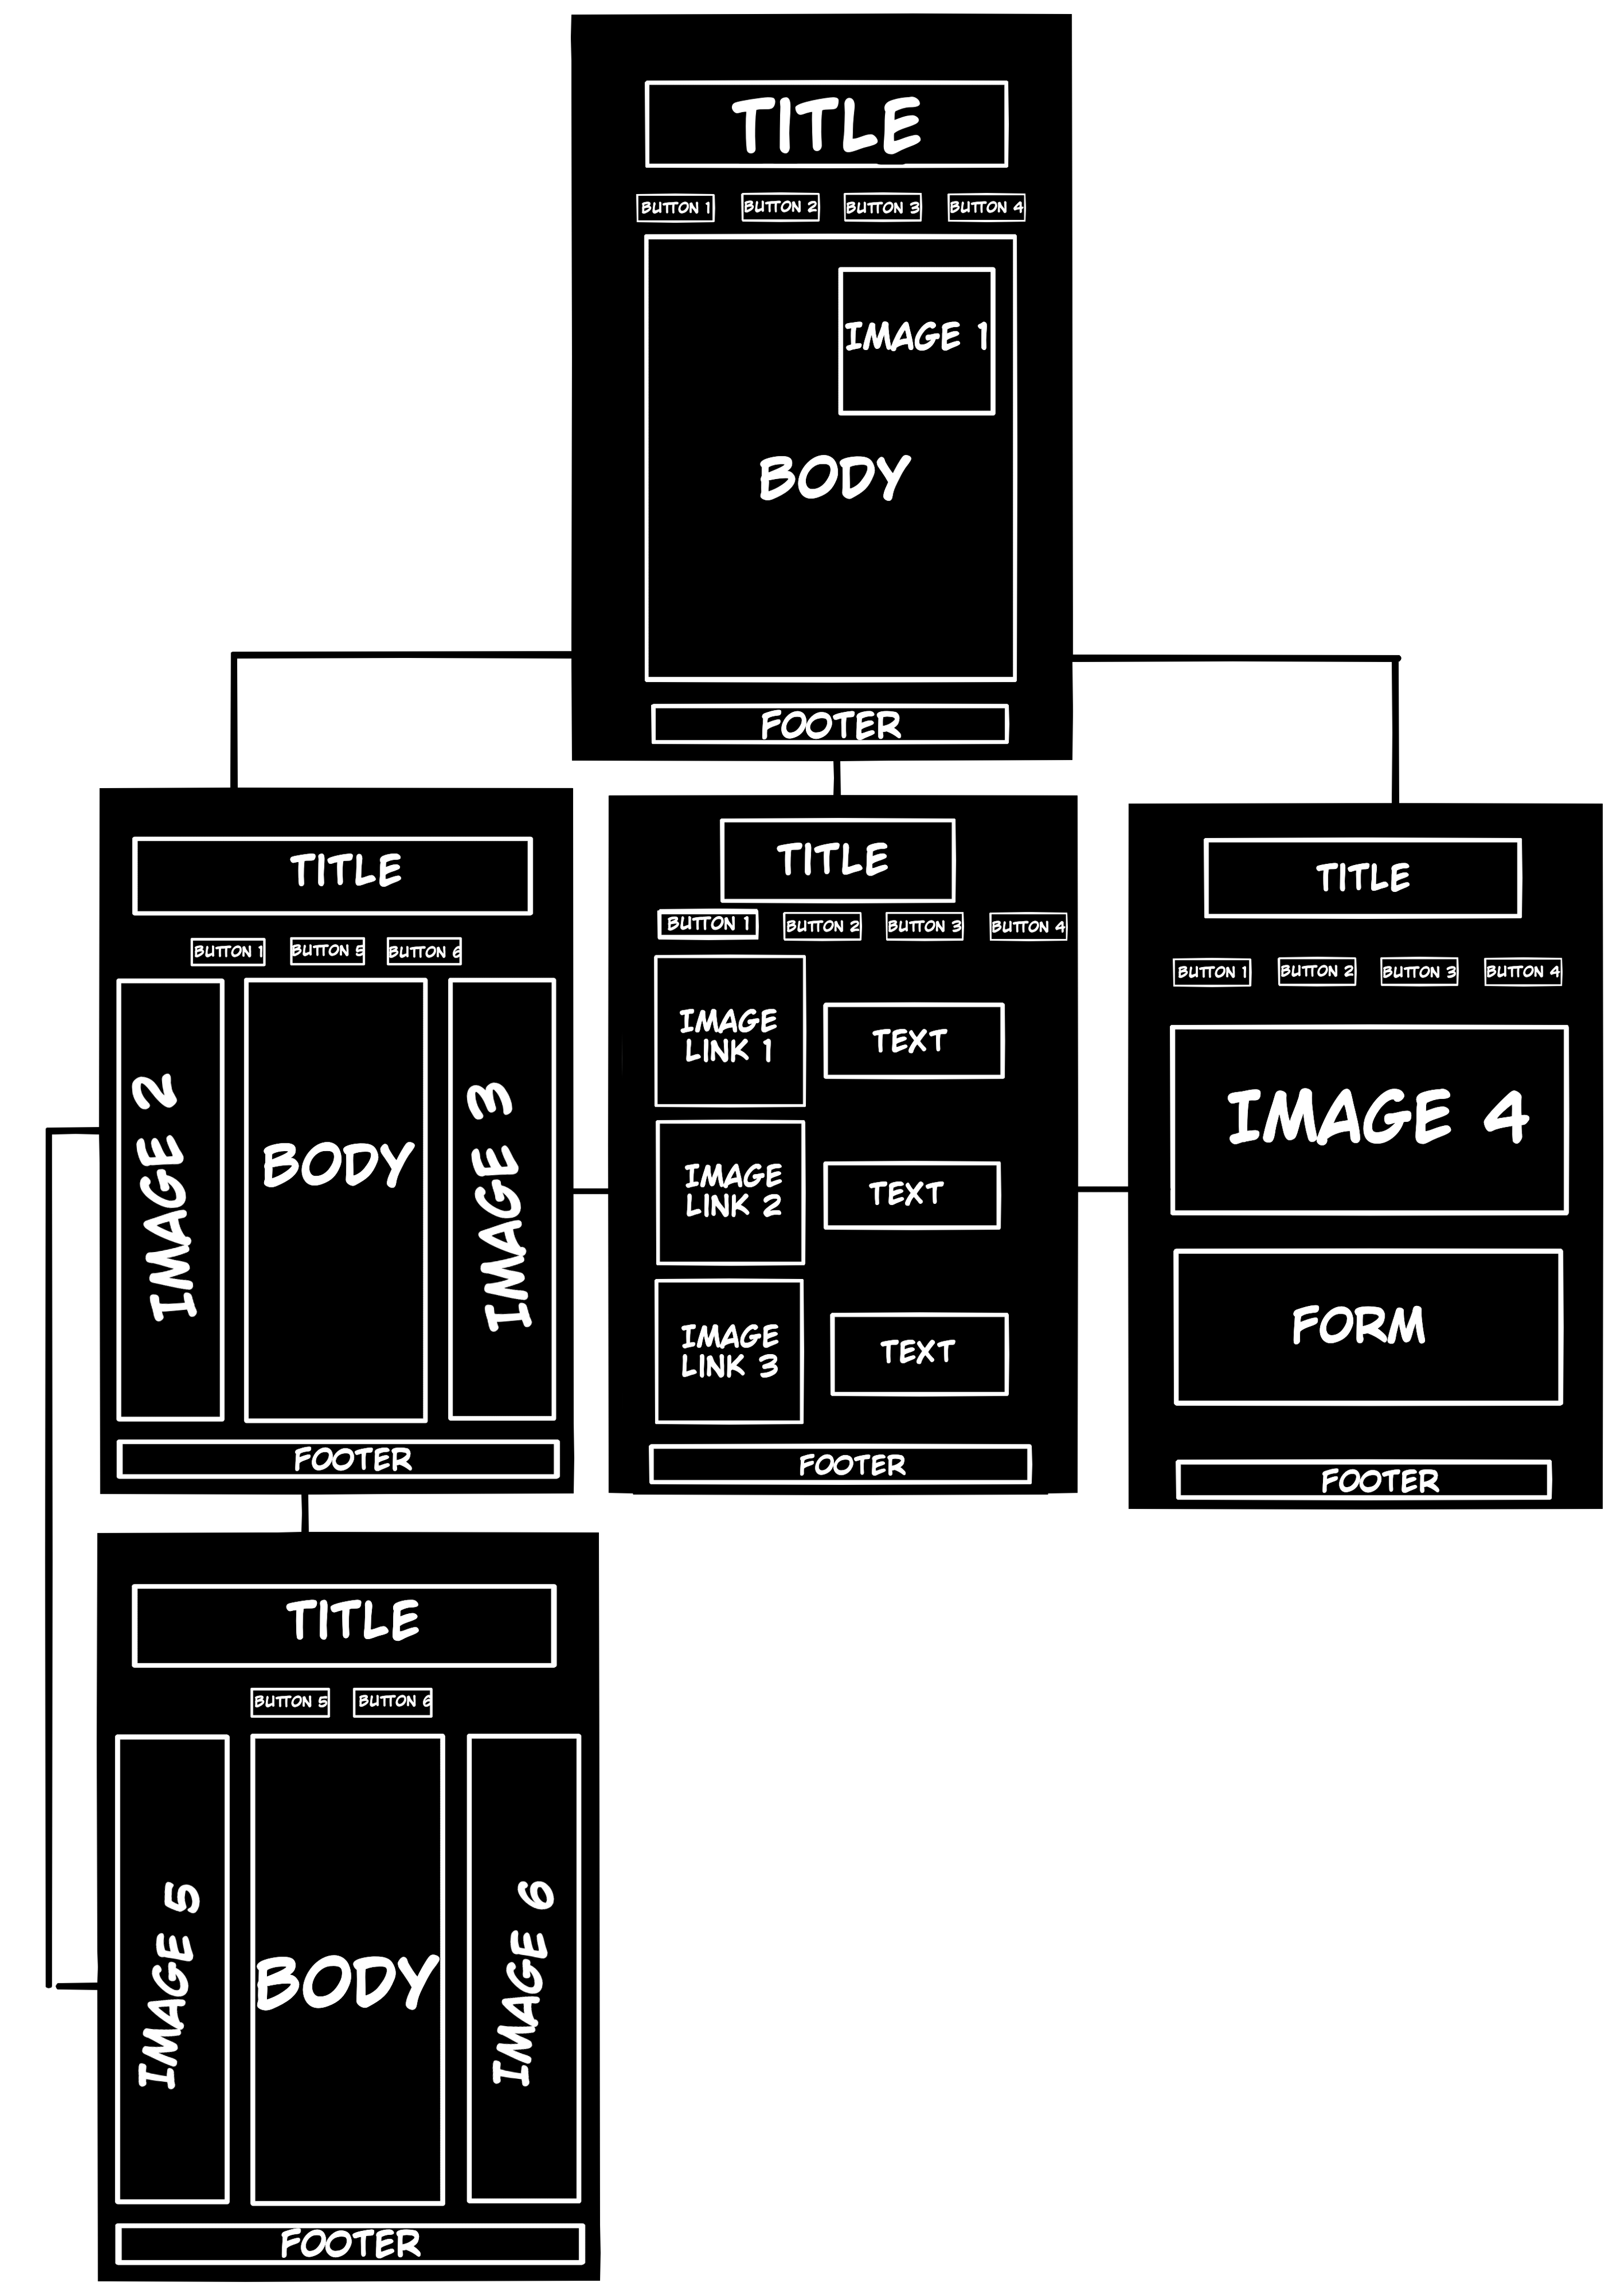 TITLE
BUTTON 1
BUTTON 2
BUTTON 3
BUTTON 4
IMAGE 1
BODY
FOOTER
TITLE
BUTTON 1
BUTTON 5
BUTTON 6
IMAGE 2
BODY
IMAGE 3
FOOTER
TITLE
BUTTON 1
BUTTON 2
BUTTON 3
BUTTON 4
IMAGE
LINK 1
TEXT
IMAGE
LINK 2
TEXT
IMAGE
LINK 3
TEXT
FOOTER
TITLE
BUTTON 1
BUTTON 2
BUTTON 3
BUTTON 4
IMAGE 4
FORM
FOOTER
TITLE
BUTTON 5
BUTTON 6
IMAGE 5
BODY
IMAGE 6
FOOTER